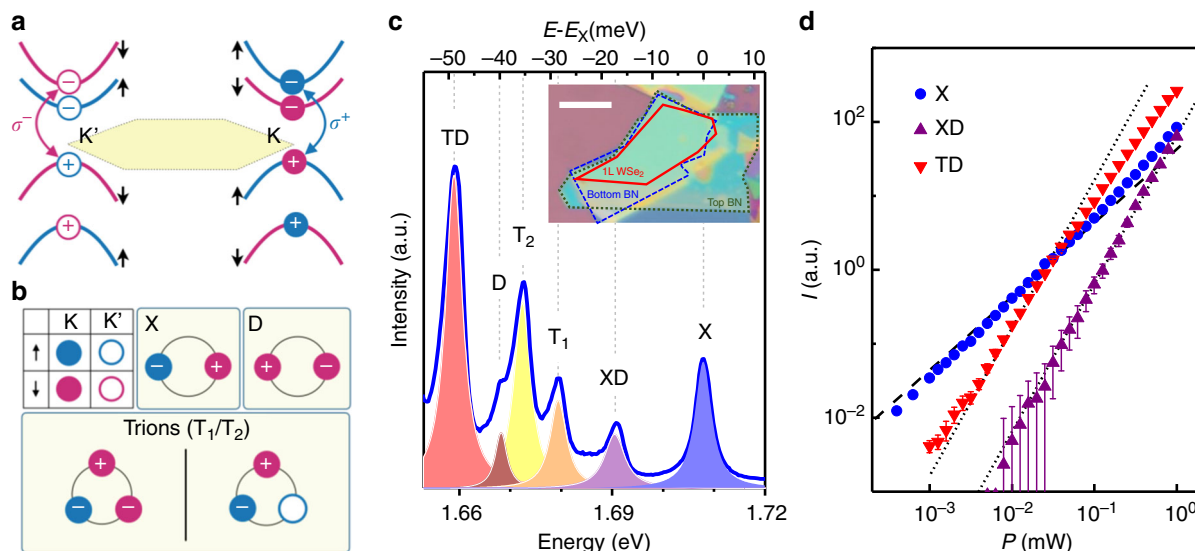 a
K'
K
σ⁻
σ⁺
b
K K'
↑
↓
X
D
Trions (T₁/T₂)
c
E-Eₓ(meV)
−50 −40 −30 −20 −10 0 10
TD
D
T₂
T₁
XD
X
1L WSe₂
Bottom BN
Top BN
Intensity (a.u.)
1.66 1.69 1.72
Energy (eV)
d
X
XD
TD
10²
10⁰
10⁻²
I (a.u.)
10⁻³ 10⁻² 10⁻¹ 10⁰
P (mW)